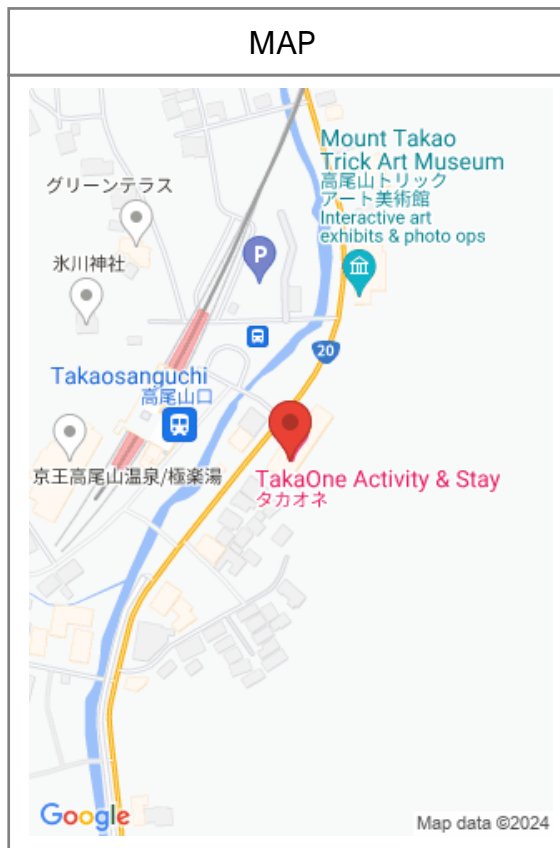 MAP
Mount Takao
Trick Art Museum
高尾山トリック
アート美術館
Interactive art
exhibits & photo ops
グリーンテラス
氷川神社
P
20
Takaosanguchi
高尾山口
京王高尾山温泉/極楽湯
TakaOne Activity & Stay
タカオネ
Google
Map data ©2024